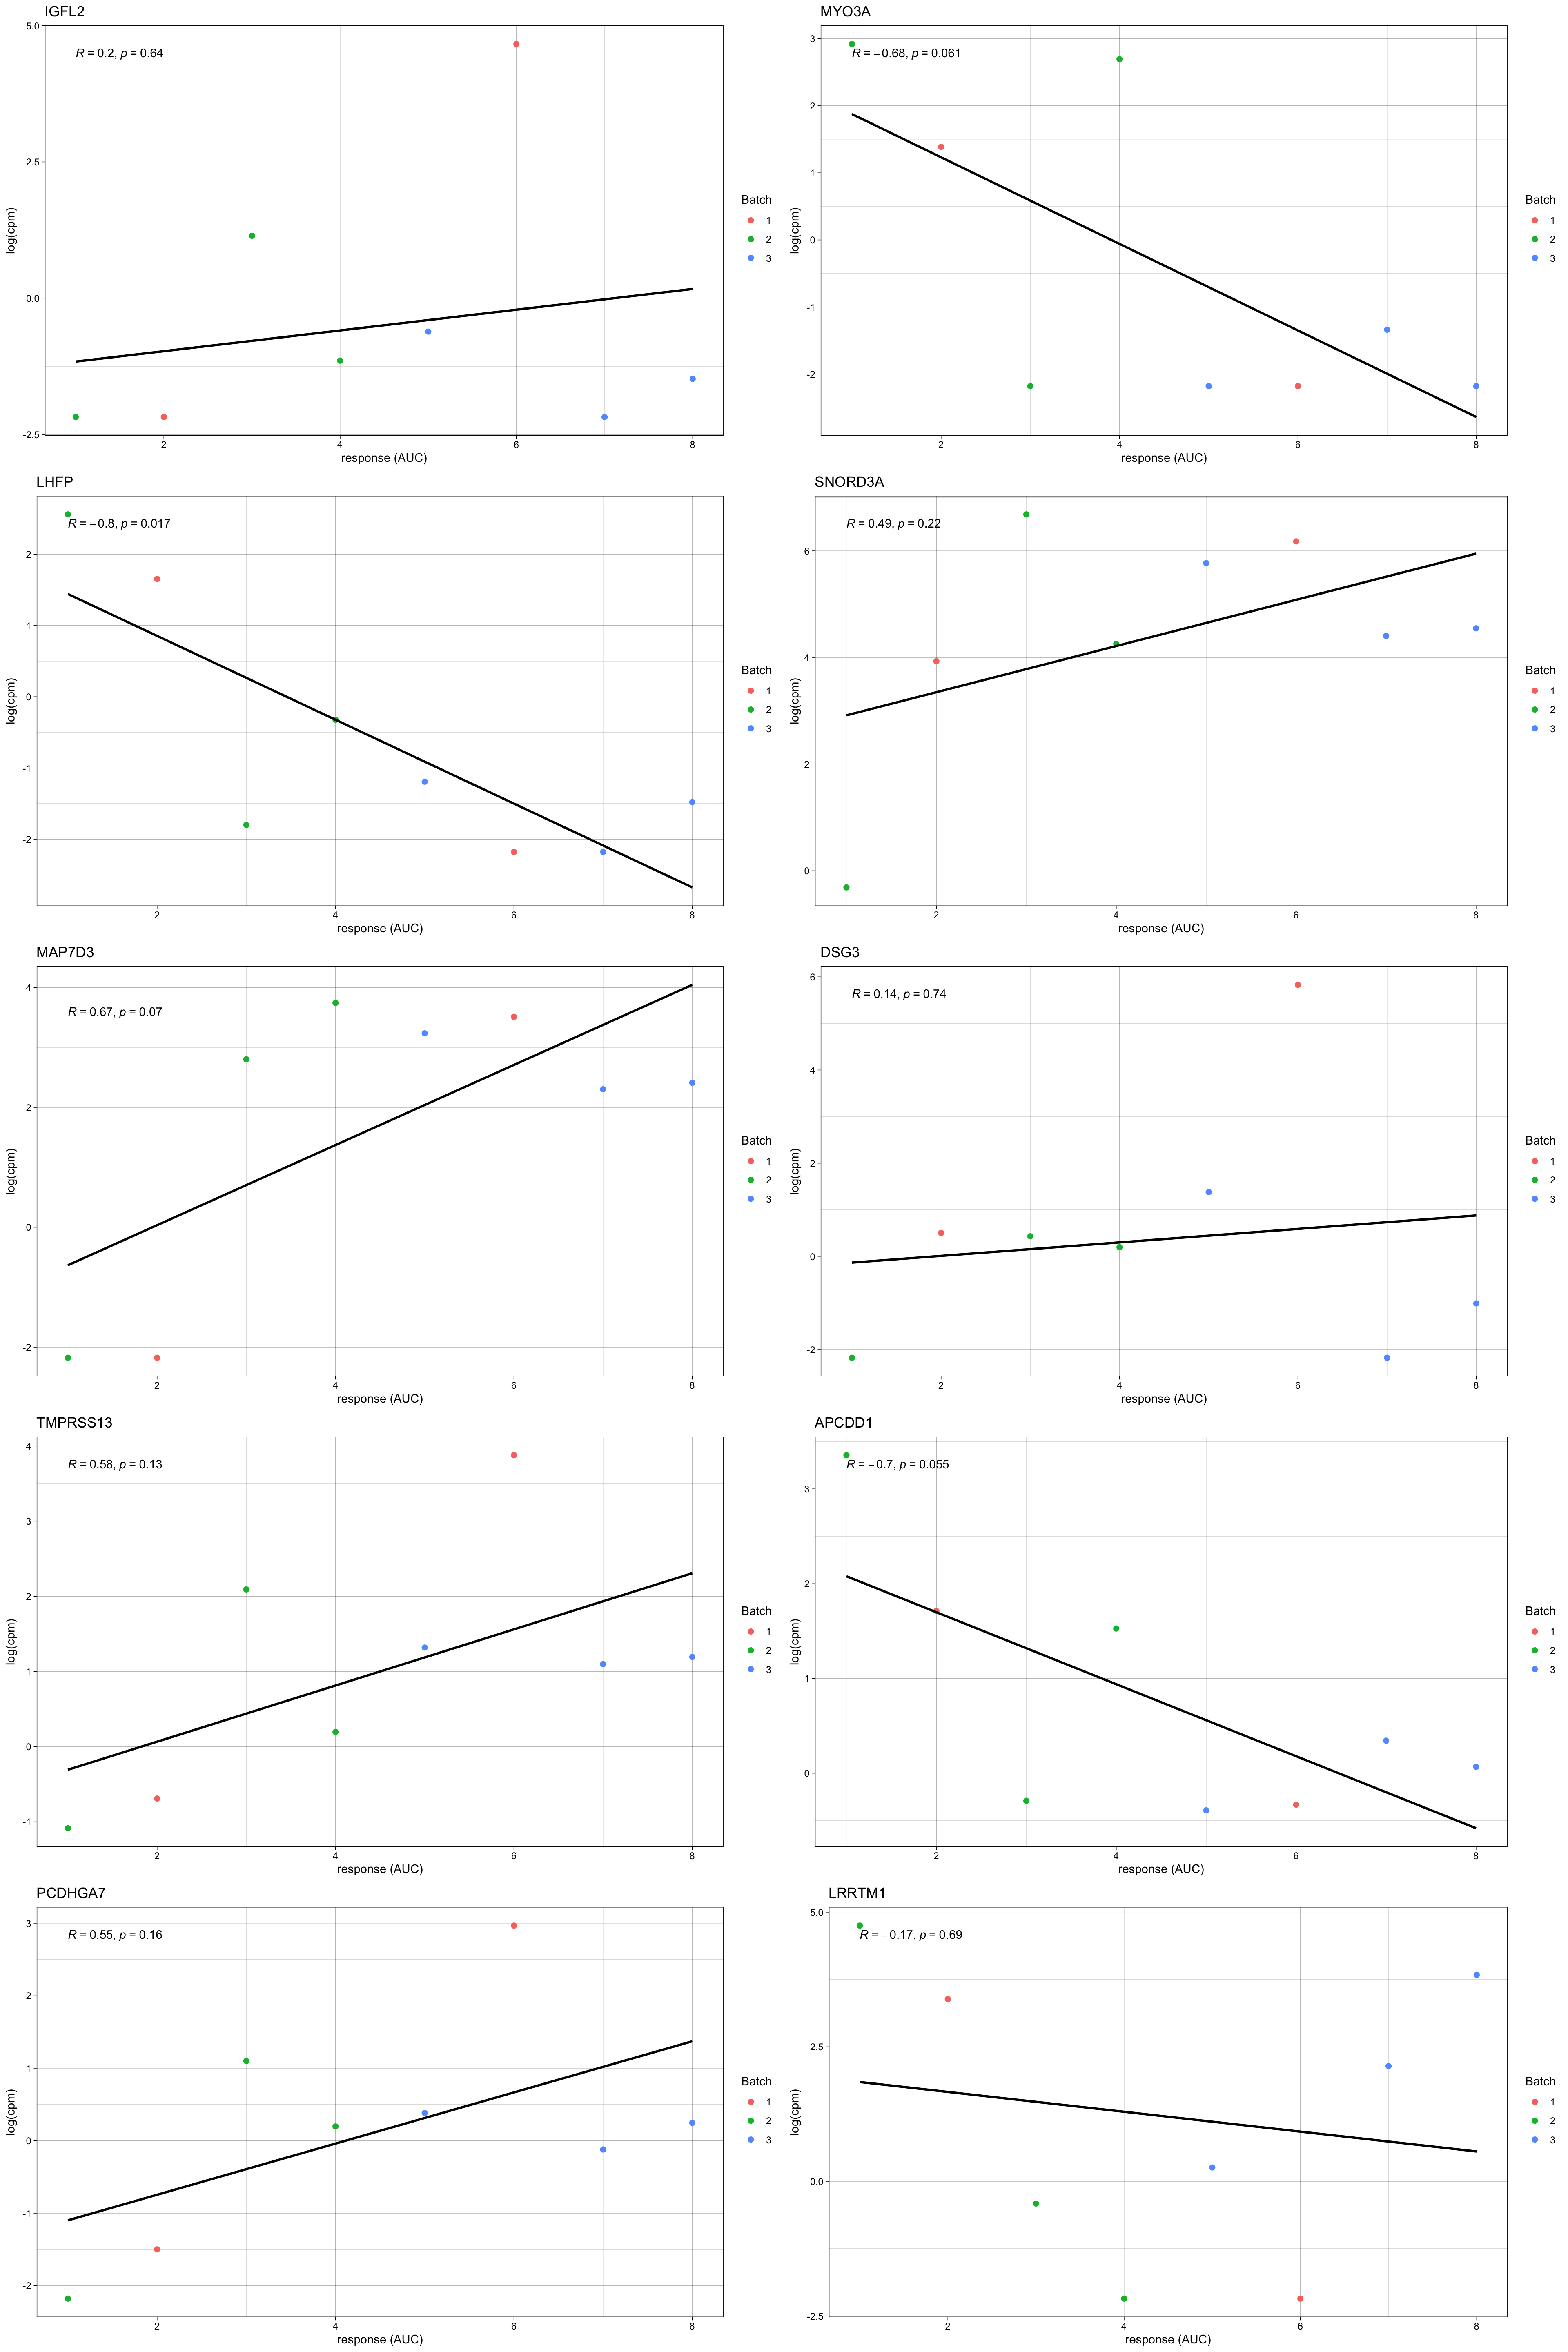 IGFL2
R = 0.2, p = 0.64
5.0
2.5
0.0
-2.5
log(cpm)
2 4 6 8
response (AUC)
Batch
1
2
3
MYO3A
R = −0.68, p = 0.061
3
2
1
0
-1
-2
log(cpm)
2 4 6 8
response (AUC)
Batch
1
2
3
LHFP
R = −0.8, p = 0.017
2
1
0
-1
-2
log(cpm)
2 4 6 8
response (AUC)
Batch
1
2
3
SNORD3A
R = 0.49, p = 0.22
6
4
2
0
log(cpm)
2 4 6 8
response (AUC)
Batch
1
2
3
MAP7D3
R = 0.67, p = 0.07
4
2
0
-2
log(cpm)
2 4 6 8
response (AUC)
Batch
1
2
3
DSG3
R = 0.14, p = 0.74
6
4
2
0
-2
log(cpm)
2 4 6 8
response (AUC)
Batch
1
2
3
TMPRSS13
R = 0.58, p = 0.13
4
3
2
1
0
-1
log(cpm)
2 4 6 8
response (AUC)
Batch
1
2
3
APCDD1
R = −0.7, p = 0.055
3
2
1
0
log(cpm)
2 4 6 8
response (AUC)
Batch
1
2
3
PCDHGA7
R = 0.55, p = 0.16
3
2
1
0
-1
-2
log(cpm)
2 4 6 8
response (AUC)
Batch
1
2
3
LRRTM1
R = −0.17, p = 0.69
5.0
2.5
0.0
-2.5
log(cpm)
2 4 6 8
response (AUC)
Batch
1
2
3